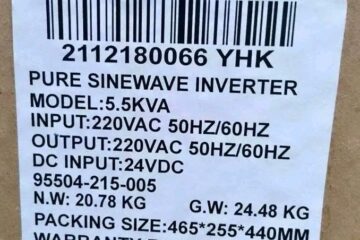 2112180066 YHK
PURE SINEWAVE INVERTER
MODEL:5.5KVA
INPUT:220VAC 50HZ/60HZ
OUTPUT:220VAC 50HZ/60HZ
DC INPUT:24VDC
95504-215-005
N.W: 20.78 KG G.W: 24.48 KG
PACKING SIZE:465*255*440MM
WARRANTY